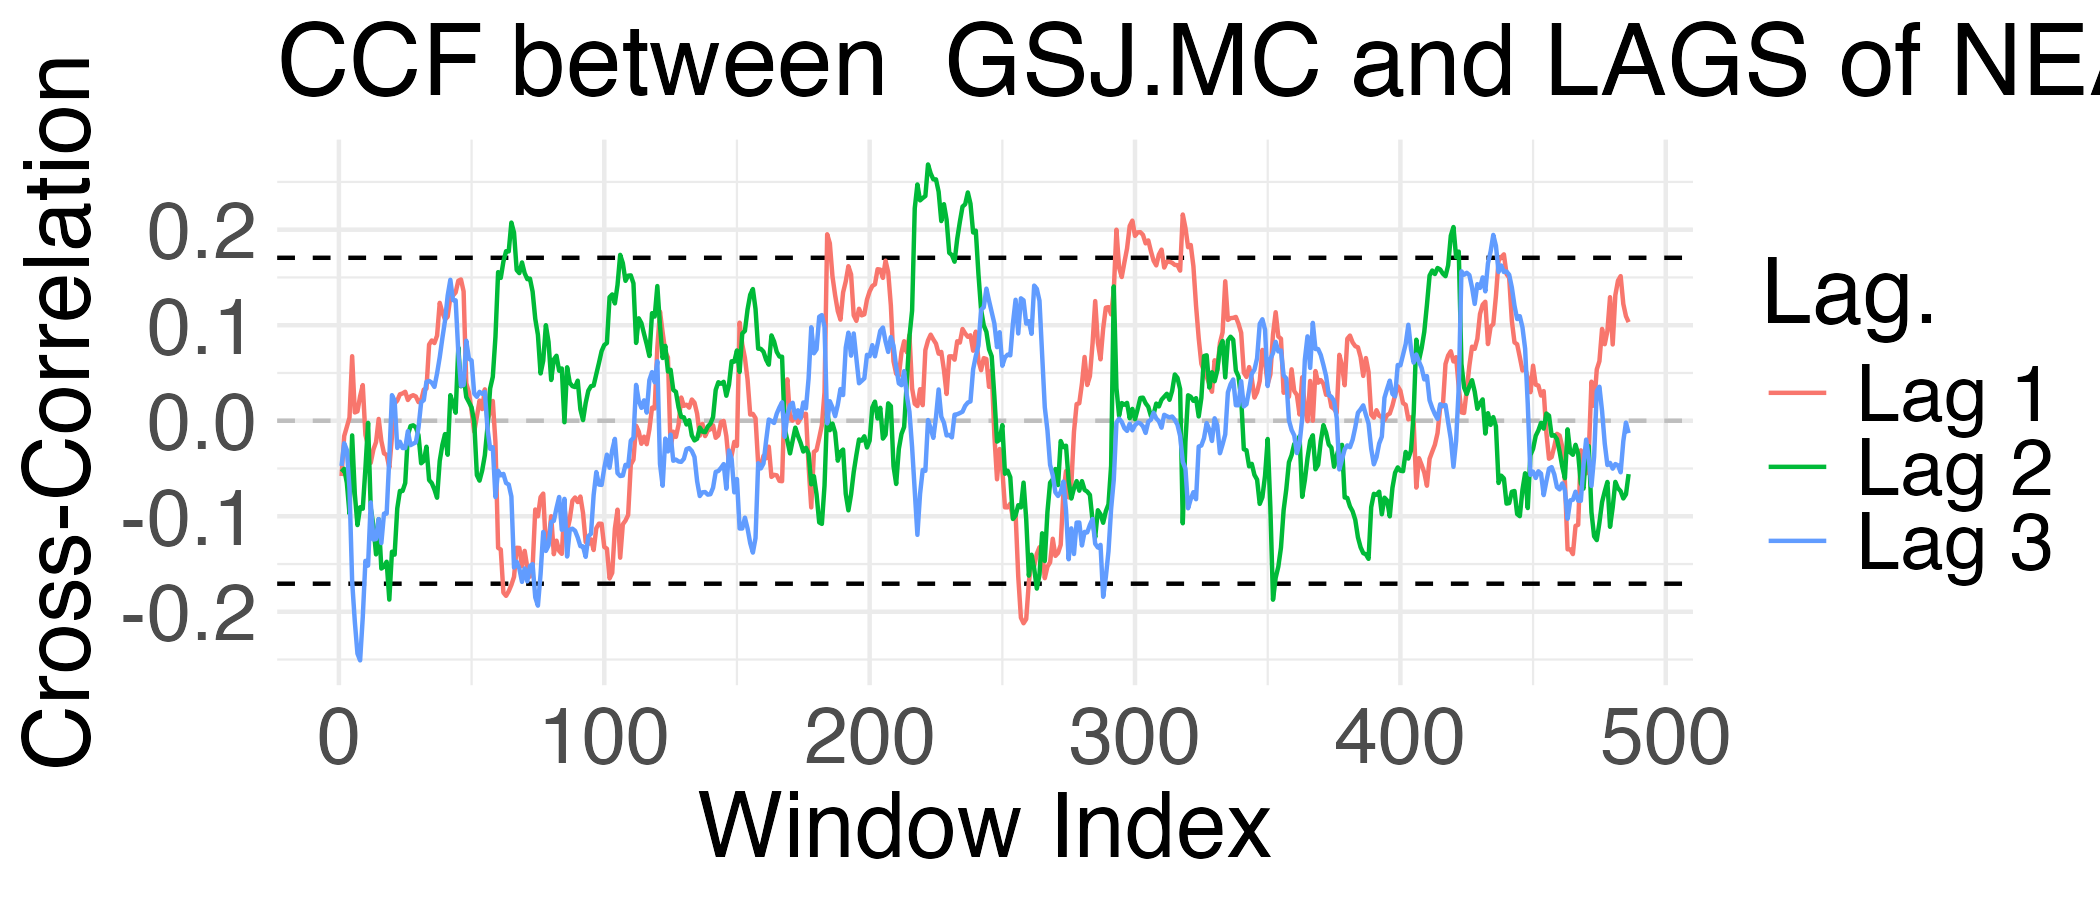 CCF between  GSJ.MC and LAGS of NEA
Cross-Correlation
0.2
0.1
0.0
-0.1
-0.2
0 100 200 300 400 500
Window Index
Lag.
Lag 1
Lag 2
Lag 3